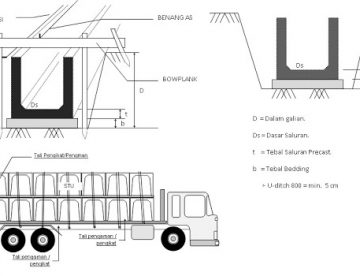 SI
BENANG AS
BOWPLANK
Ds
D
t
b
Ds
D = Dalam galian.
Ds = Dasar Saluran.
t = Tebal Saluran Precast.
b = Tebal Bedding
- U-ditch 800 = min. 5 cm
Tali Pengikat/Pengaman
STU
Tali pengaman /
pengikat
Tali pengaman /
pengikat